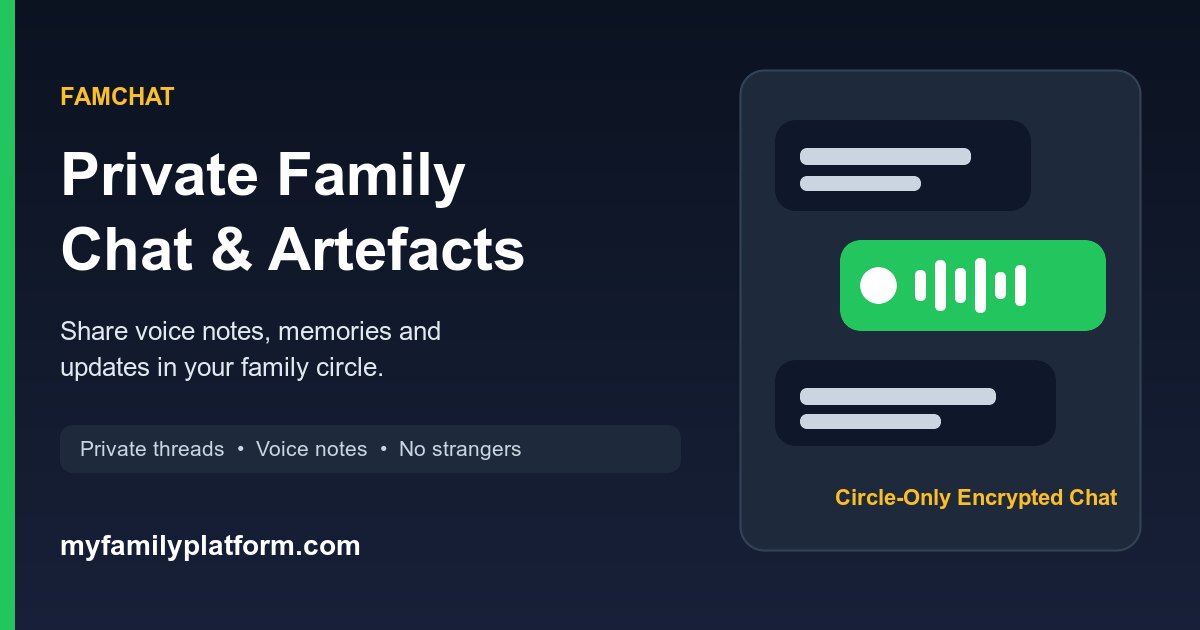 FAMCHAT
Private Family
Chat & Artefacts
Share voice notes, memories and
updates in your family circle.
Private threads • Voice notes • No strangers
myfamilyplatform.com
Circle-Only Encrypted Chat